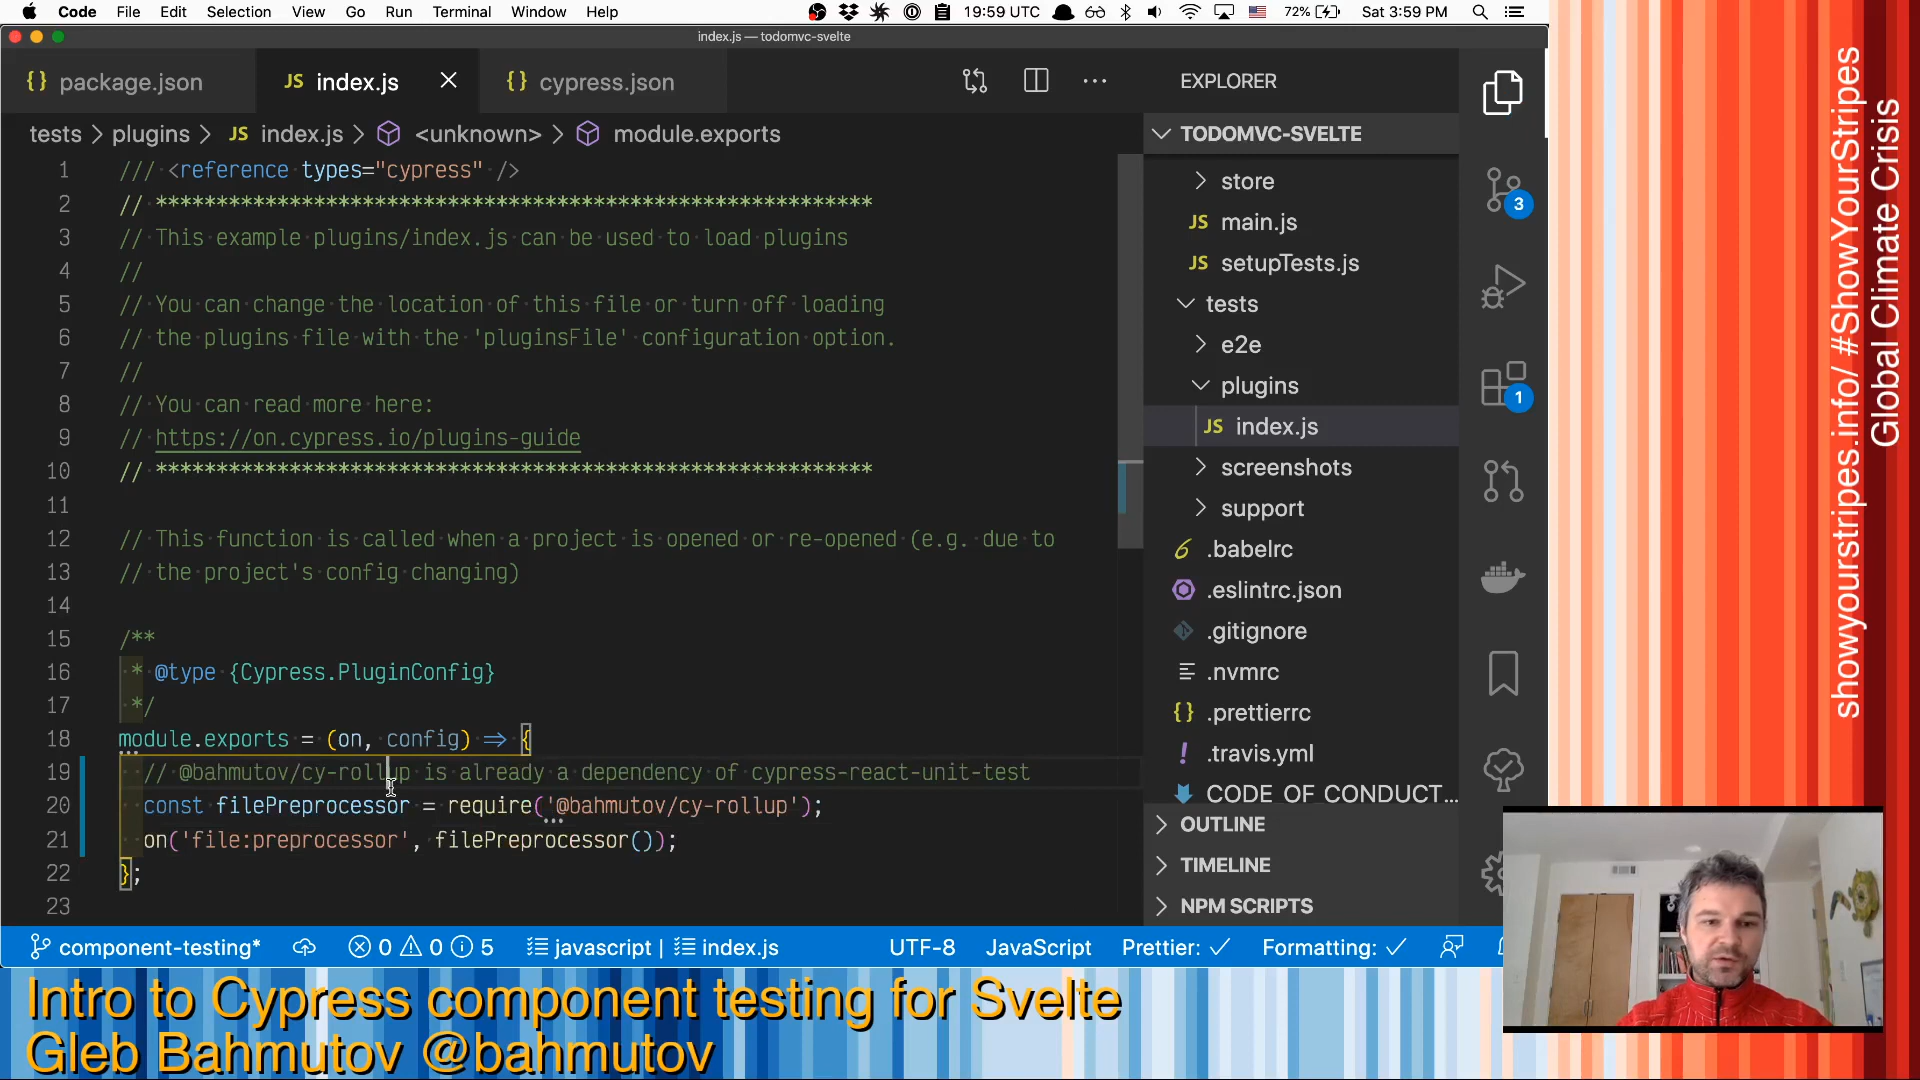 Code File Edit Selection View Go Run Terminal Window Help 19:59 UTC 72% Sat 3:59 PM
index.js — todomvc-svelte
{} package.json JS index.js {} cypress.json
tests > plugins > JS index.js > <unknown> > module.exports
1 /// <reference types="cypress" />
2 // ***********************************************************
3 // This example plugins/index.js can be used to load plugins
4 //
5 // You can change the location of this file or turn off loading
6 // the plugins file with the 'pluginsFile' configuration option.
7 //
8 // You can read more here:
9 // https://on.cypress.io/plugins-guide
10 // ***********************************************************
11
12 // This function is called when a project is opened or re-opened (e.g. due to
13 // the project's config changing)
14
15 /**
16 * @type {Cypress.PluginConfig}
17 */
18 module.exports = (on, config) => {
19 // @bahmutov/cy-rollup is already a dependency of cypress-react-unit-test
20 const filePreprocessor = require('@bahmutov/cy-rollup');
21 on('file:preprocessor', filePreprocessor());
22 };
23
EXPLORER
TODOMVC-SVELTE
store
JS main.js
JS setupTests.js
tests
e2e
plugins
JS index.js
screenshots
support
.babelrc
.eslintrc.json
.gitignore
.nvmrc
{} .prettierrc
! .travis.yml
CODE_OF_CONDUCT...
OUTLINE
TIMELINE
NPM SCRIPTS
3
1
component-testing* 0 0 5 javascript | index.js UTF-8 JavaScript Prettier: ✓ Formatting: ✓
showyourstripes.info/ #ShowYourStripes
Global Climate Crisis
Intro to Cypress component testing for Svelte
Gleb Bahmutov @bahmutov